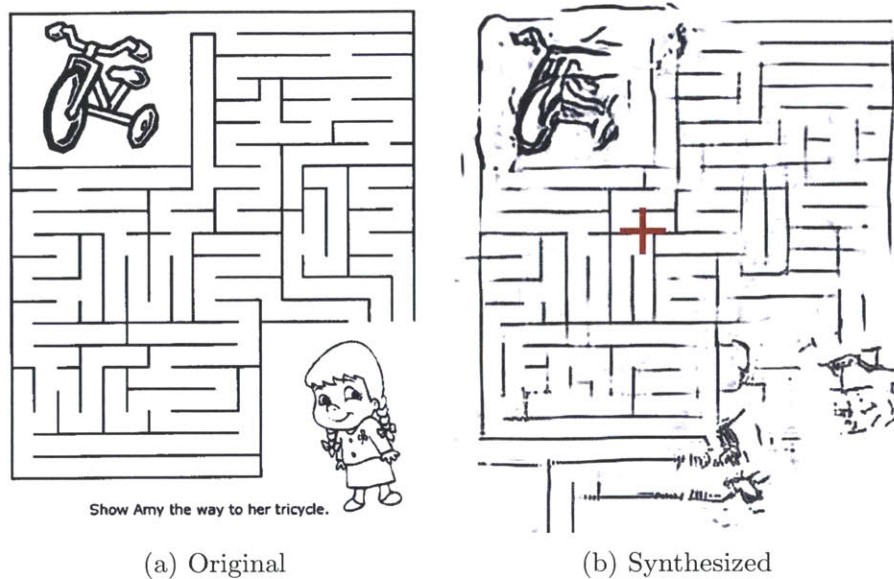 Show Amy the way to her tricycle.
(a) Original
(b) Synthesized